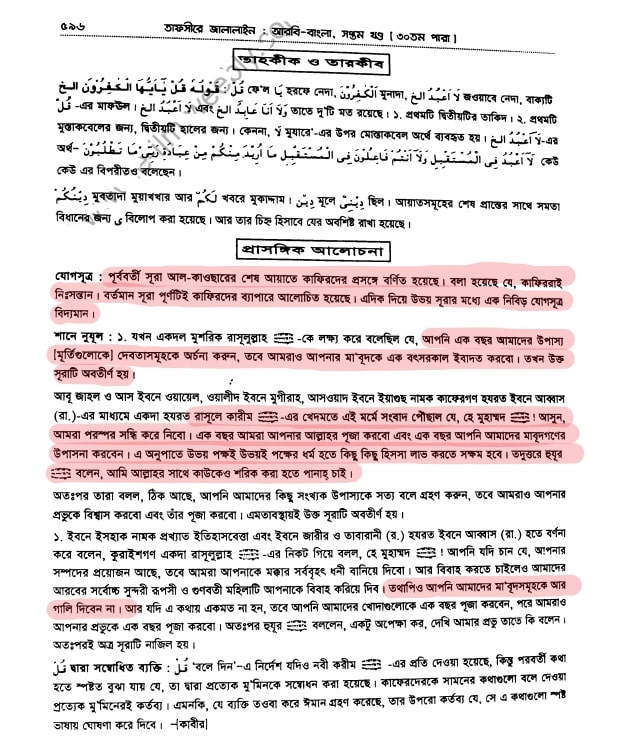 ৫৯৬ তাফসীরে জালালাইন : আরবি-বাংলা, সপ্তম খণ্ড [ ৩০তম পারা ]
তাহকীক ও তারকীব
قَوْلُهُ قُلْ يٰٓاَيُّهَا الْكٰفِرُوْنَ الخ : قُلْ ফে'ল يَا হরফে নেদা, اَلْكٰفِرُوْنَ মুনাদা, لَآ اَعْبُدُ الخ জওয়াবে নেদা, বাক্যটি
قُلْ -এর মাফউল। لَآ اَعْبُدُ الخ এবং وَلَآ اَنَا عَابِدٌ الخ তাতে দু'টি মত রয়েছে। ১. প্রথমটি দ্বিতীয়টির তাকিদ। ২. প্রথমটি
মুস্তাকবেলের জন্য, দ্বিতীয়টি হালের জন্য। কেননা, لَا মুযারে'-এর উপর মোস্তাকবেল অর্থে ব্যবহৃত হয়। لَآ اَعْبُدُ الخ-এর
অর্থ– لَآ اَعْبُدُ فِى الْمُسْتَقْبِلِ وَلَآ اَنْتُمْ فَاعِلُوْنَ فِى الْمُسْتَقْبِلِ مَا اُرِيْدُ مِنْكُمْ مِنْ عِبَادَةِ رَبِّىْ مَا تَطْلُبُوْنَ কেউ
কেউ এর বিপরীতও বলেছেন।
دِيْنُكُمْ মুবতাদা মুয়াখখার আর لَكُمْ খবরে মুকাদ্দাম। دِيْنِ মূলে دِيْنِىْ ছিল। আয়াতসমূহের শেষ প্রান্তের সাথে সমতা
বিধানের জন্য ى বিলোপ করা হয়েছে। আর তার চিহ্ন হিসাবে যের অবশিষ্ট রাখা হয়েছে।
প্রাসঙ্গিক আলোচনা
যোগসূত্র : পূর্ববর্তী সূরা আল-কাওছারের শেষ আয়াতে কাফিরদের প্রসঙ্গে বর্ণিত হয়েছে। বলা হয়েছে যে, কাফিররাই
নিঃসন্তান। বর্তমান সূরা পূর্ণটিই কাফিরদের ব্যাপারে আলোচিত হয়েছে। এদিক দিয়ে উভয় সূরার মধ্যে এক নিবিড় যোগসূত্র
বিদ্যমান।
শানে নুযূল : ১. যখন একদল মুশরিক রাসূলুল্লাহ ﷺ -কে লক্ষ্য করে বলেছিল যে, আপনি এক বছর আমাদের উপাস্য
[মূর্তিগুলোকে] দেবতাসমূহকে অর্চনা করুন, তবে আমরাও আপনার মা'বূদকে এক বৎসরকাল ইবাদত করবো। তখন উক্ত
সূরাটি অবতীর্ণ হয়।
আবূ জাহল ও আস ইবনে ওয়ায়েল, ওয়ালীদ ইবনে মুগীরাহ, আসওয়াদ ইবনে ইয়াগুছ নামক কাফেরগণ হযরত ইবনে আব্বাস
(রা.)-এর মাধ্যমে একদা হযরত রাসূলে কারীম ﷺ -এর খেদমতে এই মর্মে সংবাদ পৌছাল যে, হে মুহাম্মদ ﷺ ! আসুন,
আমরা পরস্পর সন্ধি করে নিবো। এক বছর আমরা আপনার আল্লাহর পূজা করবো এবং এক বছর আপনি আমাদের মাবূদগণের
উপাসনা করবেন। এ অনুপাতে উভয় পক্ষই উভয়ই পক্ষের ধর্ম হতে কিছু কিছু হিসসা লাভ করতে সক্ষম হবে। তদুত্তরে হুযূর
ﷺ বলেন, আমি আল্লাহর সাথে কাউকেও শরিক করা হতে পানাহ্ চাই।
অতঃপর তারা বলল, ঠিক আছে, আপনি আমাদের কিছু সংখ্যক উপাস্যকে সত্য বলে গ্রহণ করুন, তবে আমরাও আপনার
প্রভুকে বিশ্বাস করবো এবং তাঁর পূজা করবো। এমতাবস্থায়ই উক্ত সূরাটি অবতীর্ণ হয়।
১. ইবনে ইসহাক নামক প্রখ্যাত ইতিহাসবেত্তা এবং ইবনে জারীর ও তাবারানী (র.) হযরত ইবনে আব্বাস (রা.) হতে বর্ণনা
করে বলেন, কুরাইশগণ একদা রাসূলুল্লাহ ﷺ -এর নিকট গিয়ে বলল, হে মুহাম্মদ ﷺ ! আপনি যদি চান যে, আপনার
সম্পদের প্রয়োজন আছে, তবে আমরা আপনাকে মক্কার সর্ববৃহৎ ধনী বানিয়ে দিবো। আর বিবাহ করতে চাইলেও আমাদের
আরবের সর্বোচ্চ সুন্দরী রূপসী ও গুণবতী মহিলাটি আপনাকে বিবাহ করিয়ে দিব। তথাপিও আপনি আমাদের মা'বূদসমূহকে আর
গালি দিবেন না। আর যদি এ কথায় একমত না হন, তবে আপনি আমাদের খোদাগুলোকে এক বছর পূজা করবেন, পরে আমরাও
আপনার প্রভুকে এক বছর পূজা করবো। অতঃপর হুযূর ﷺ বললেন, একটু অপেক্ষা কর, দেখি আমার প্রভু তাতে কি বলেন।
অতঃপরই অত্র সূরাটি নাজিল হয়।
قُلْ দ্বারা সম্বোধিত ব্যক্তি : قُلْ 'বলে দিন'–এ নির্দেশ যদিও নবী করীম ﷺ -এর প্রতি দেওয়া হয়েছে, কিন্তু পরবর্তী কথা
হতে স্পষ্টত বুঝা যায় যে, তা দ্বারা প্রত্যেক মু'মিনকে সম্বোধন করা হয়েছে। কাফেরদেরকে সামনের কথাগুলো বলে দেওয়া
প্রত্যেক মু'মিনেরই কর্তব্য। এমনকি, যে ব্যক্তি তওবা করে ঈমান গ্রহণ করেছে, তার উপরো কর্তব্য যে, সে এ কথাগুলো স্পষ্ট
ভাষায় ঘোষণা করে দিবে। –[কাবীর]